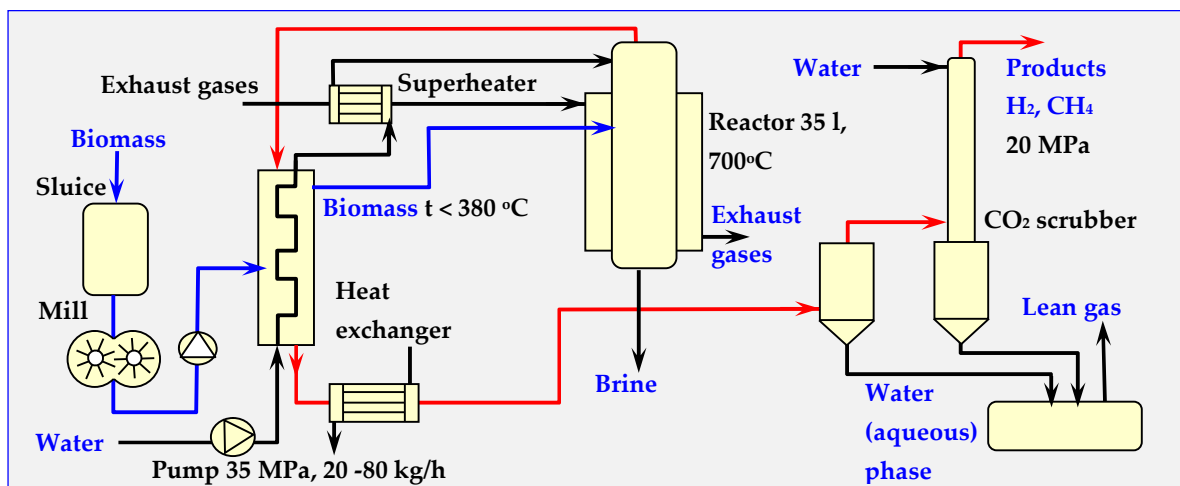 Exhaust gases
Superheater
Water
Products
H₂, CH₄
20 MPa
Biomass
Sluice
Reactor 35 l,
700ºC
Biomass t < 380 ºC
CO₂ scrubber
Exhaust
gases
Mill
Heat
exchanger
Lean gas
Brine
Water
Pump 35 MPa, 20 -80 kg/h
Water
(aqueous)
phase